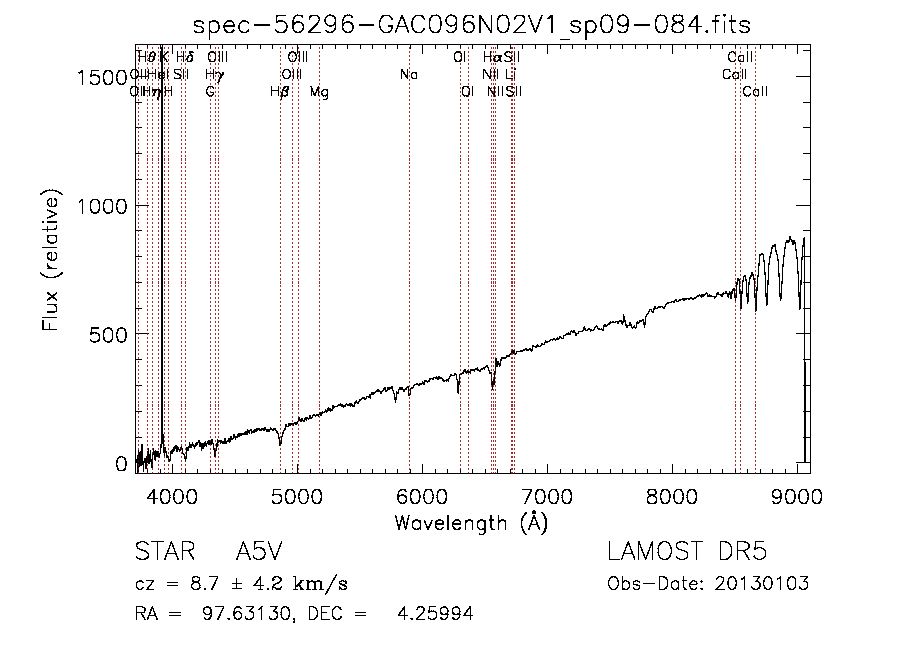 spec-56296-GAC096N02V1_sp09-084.fits
Hθ K Hδ OIII OIII OI Hα SII CaII
OII HeI SII Hγ OIII Na NII Li CaII
OII Hη H G Hβ Mg OI NII SII CaII
1500
1000
500
0
Flux (relative)
4000 5000 6000 7000 8000 9000
Wavelength (Å)
STAR A5V LAMOST DR5
cz = 8.7 ± 4.2 km/s Obs-Date: 20130103
RA = 97.63130, DEC = 4.25994